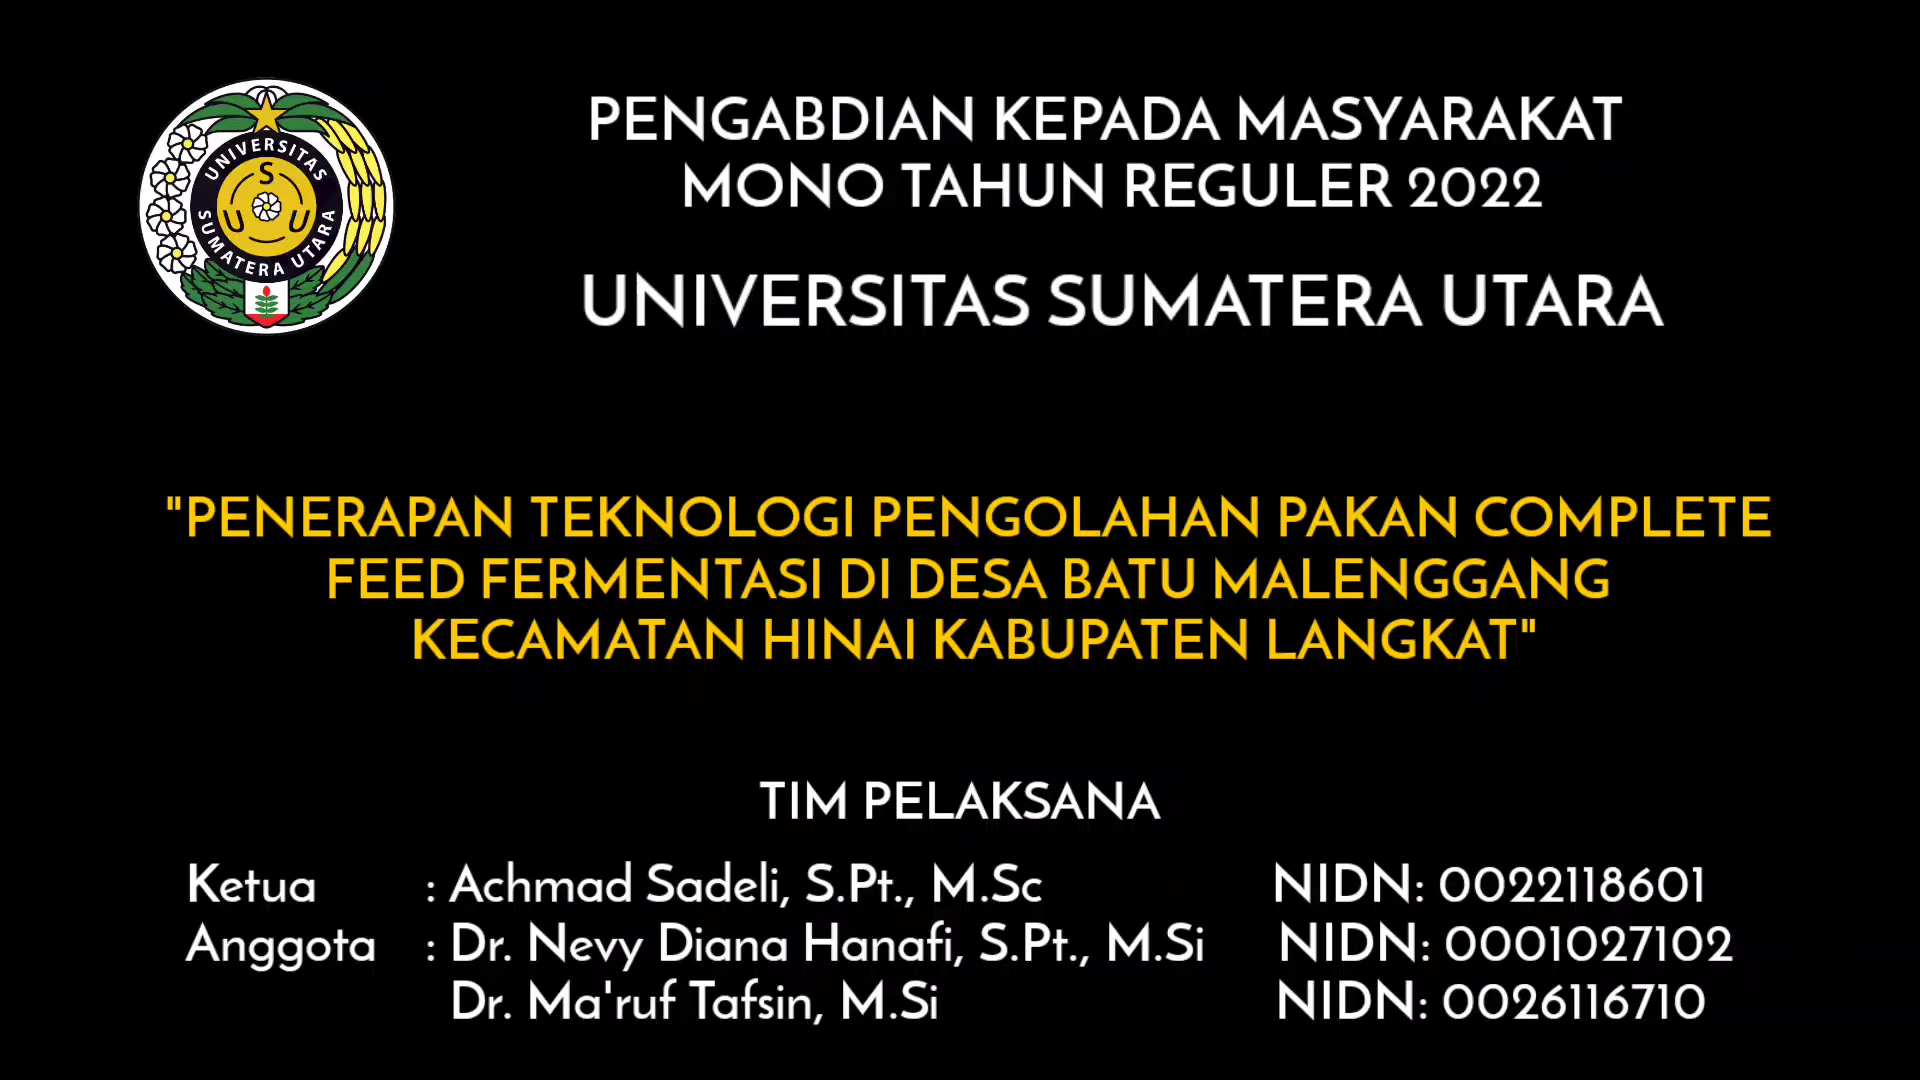 UNIVERSITAS
SUMATERA UTARA
S
U U
PENGABDIAN KEPADA MASYARAKAT
MONO TAHUN REGULER 2022
UNIVERSITAS SUMATERA UTARA
"PENERAPAN TEKNOLOGI PENGOLAHAN PAKAN COMPLETE
FEED FERMENTASI DI DESA BATU MALENGGANG
KECAMATAN HINAI KABUPATEN LANGKAT"
TIM PELAKSANA
Ketua : Achmad Sadeli, S.Pt., M.Sc NIDN: 0022118601
Anggota : Dr. Nevy Diana Hanafi, S.Pt., M.Si NIDN: 0001027102
Dr. Ma'ruf Tafsin, M.Si NIDN: 0026116710